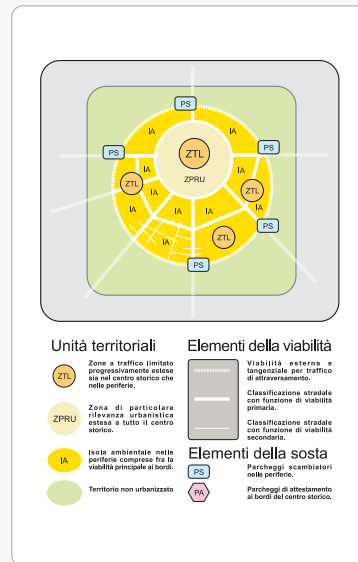 PS
IA
IA
ZTL
PS
PS
IA
ZPRU
IA
ZTL
IA
ZTL
IA
IA
IA
IA
IA
PS
ZTL
IA
PS
Unità territoriali
ZTL
Zone a traffico limitato
progressivamente estese
sia nel centro storico che
nelle periferie.
ZPRU
Zona di particolare
rilevanza urbanistica
estesa a tutto il centro
storico.
IA
Isola ambientale nelle
periferie comprese fra la
viabilità principale ai bordi.
Territorio non urbanizzato
Elementi della viabilità
Viabilità esterna e
tangenziale per traffico
di attraversamento.
Classificazione stradale
con funzione di viabilità
primaria.
Classificazione stradale
con funzione di viabilità
secondaria.
Elementi della sosta
PS
Parcheggi scambiatori
nelle periferie.
PA
Parcheggi di attestamento
ai bordi del centro storico.